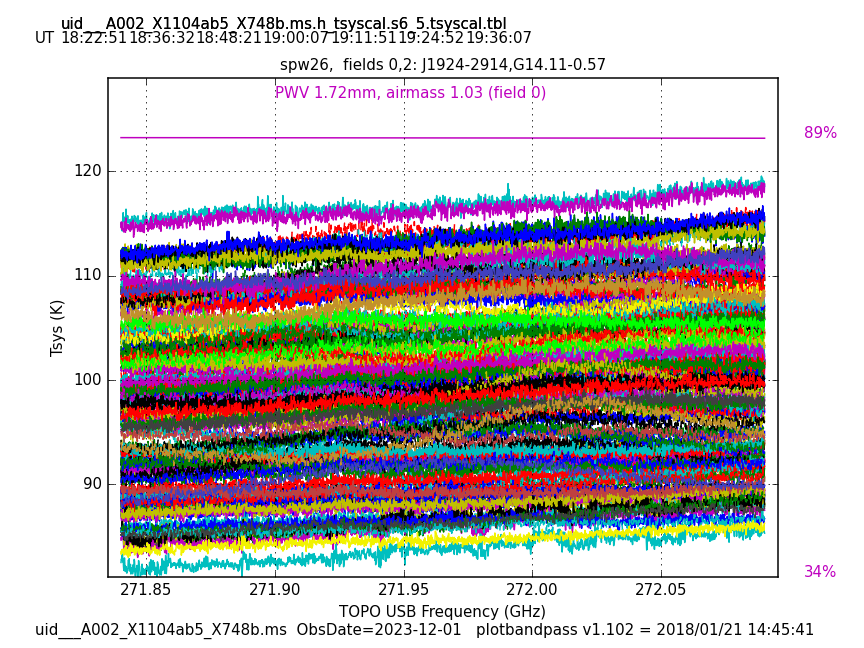 uid___A002_X1104ab5_X748b.ms.h_tsyscal.s6_5.tsyscal.tbl
UT 18:22:51 18:36:32 18:48:21 19:00:07 19:11:51 19:24:52 19:36:07
spw26,  fields 0,2: J1924-2914,G14.11-0.57
PWV 1.72mm, airmass 1.03 (field 0)
89%
120
110
Tsys (K)
100
90
34%
271.85 271.90 271.95 272.00 272.05
TOPO USB Frequency (GHz)
uid___A002_X1104ab5_X748b.ms  ObsDate=2023-12-01   plotbandpass v1.102 = 2018/01/21 14:45:41